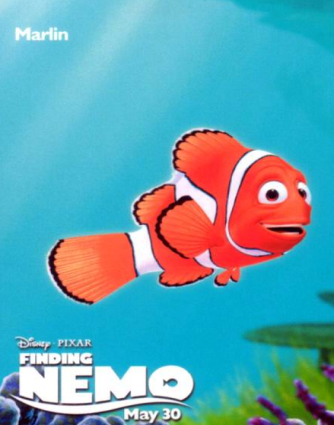 Marlin
Disney · PIXAR
FINDING
NEMO
May 30